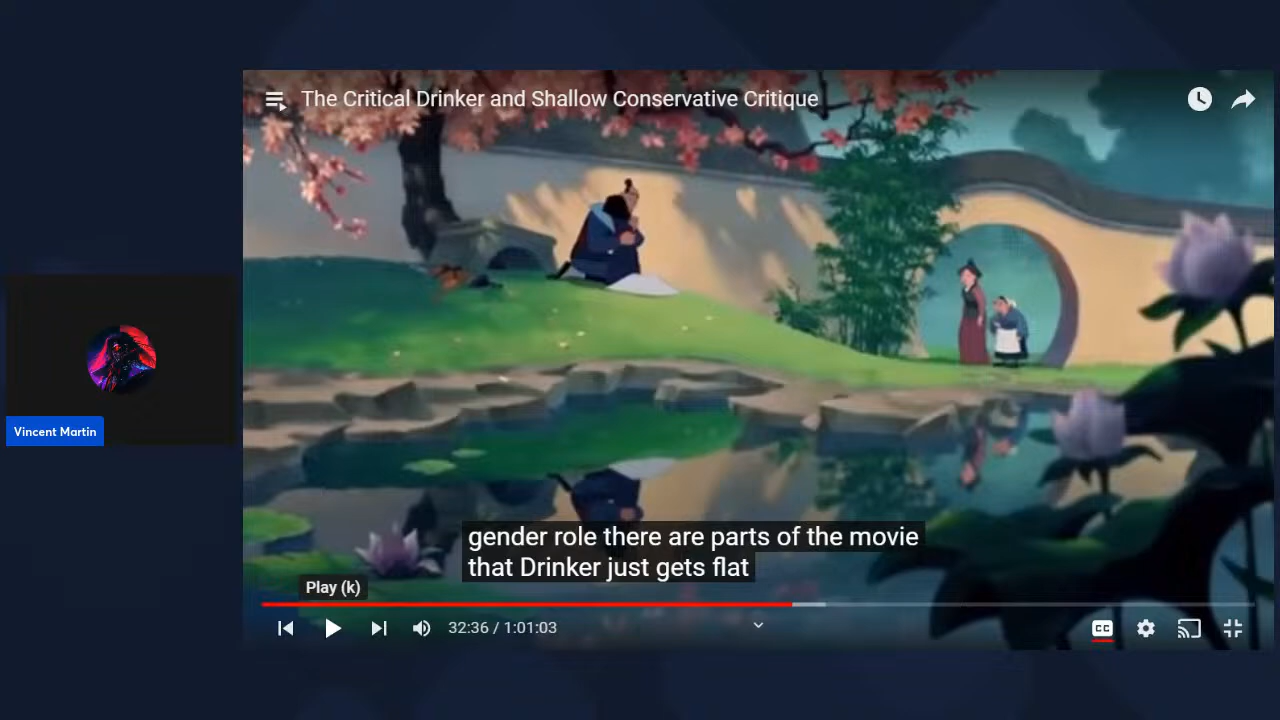 The Critical Drinker and Shallow Conservative Critique
Vincent Martin
gender role there are parts of the movie
that Drinker just gets flat
Play (k)
32:36 / 1:01:03
CC